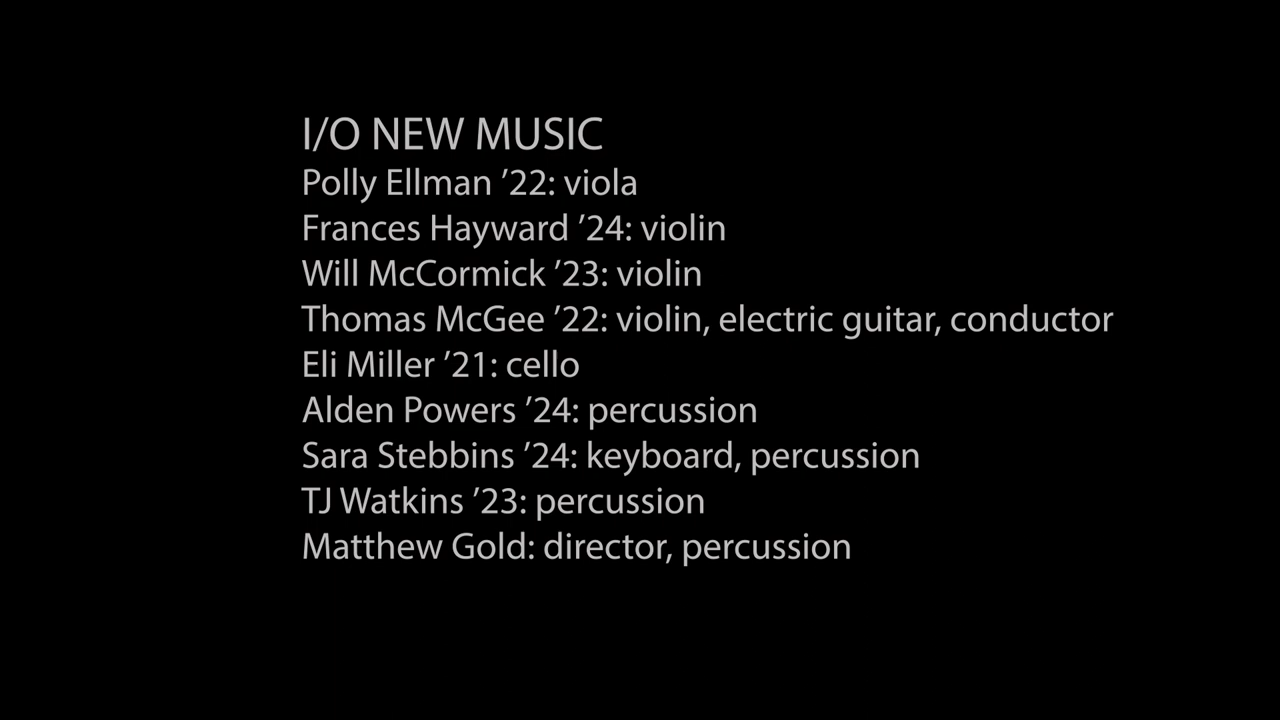 I/O NEW MUSIC
Polly Ellman ’22: viola
Frances Hayward ’24: violin
Will McCormick ’23: violin
Thomas McGee ’22: violin, electric guitar, conductor
Eli Miller ’21: cello
Alden Powers ’24: percussion
Sara Stebbins ’24: keyboard, percussion
TJ Watkins ’23: percussion
Matthew Gold: director, percussion